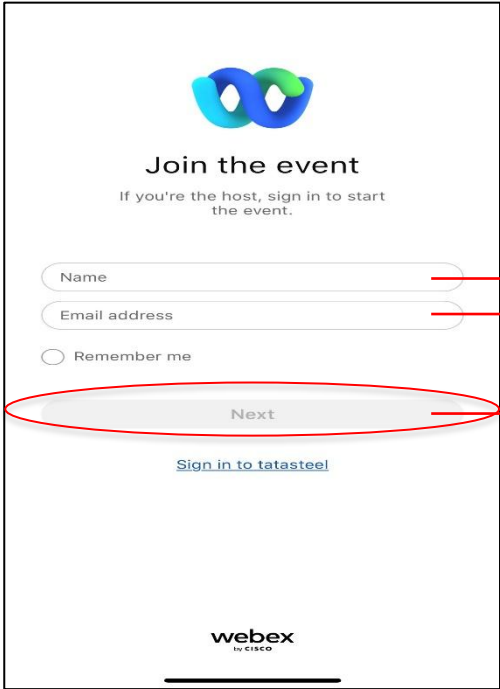 Join the event
If you're the host, sign in to start
the event.
Name
Email address
Remember me
Next
Sign in to tatasteel
webex
by CISCO